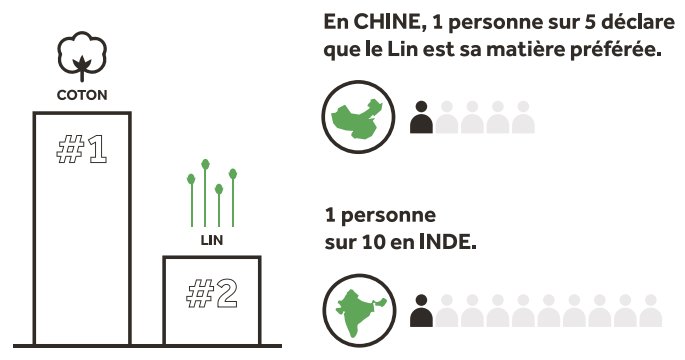 COTON
#1
LIN
#2
En CHINE, 1 personne sur 5 déclare
que le Lin est sa matière préférée.
1 personne
sur 10 en INDE.